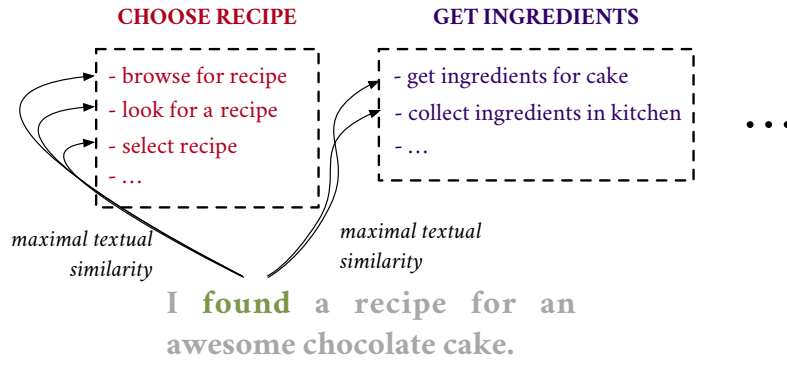 CHOOSE RECIPE
- browse for recipe
- look for a recipe
- select recipe
- ...
GET INGREDIENTS
- get ingredients for cake
- collect ingredients in kitchen
- ...
...
maximal textual
similarity
maximal textual
similarity
I found a recipe for an
awesome chocolate cake.